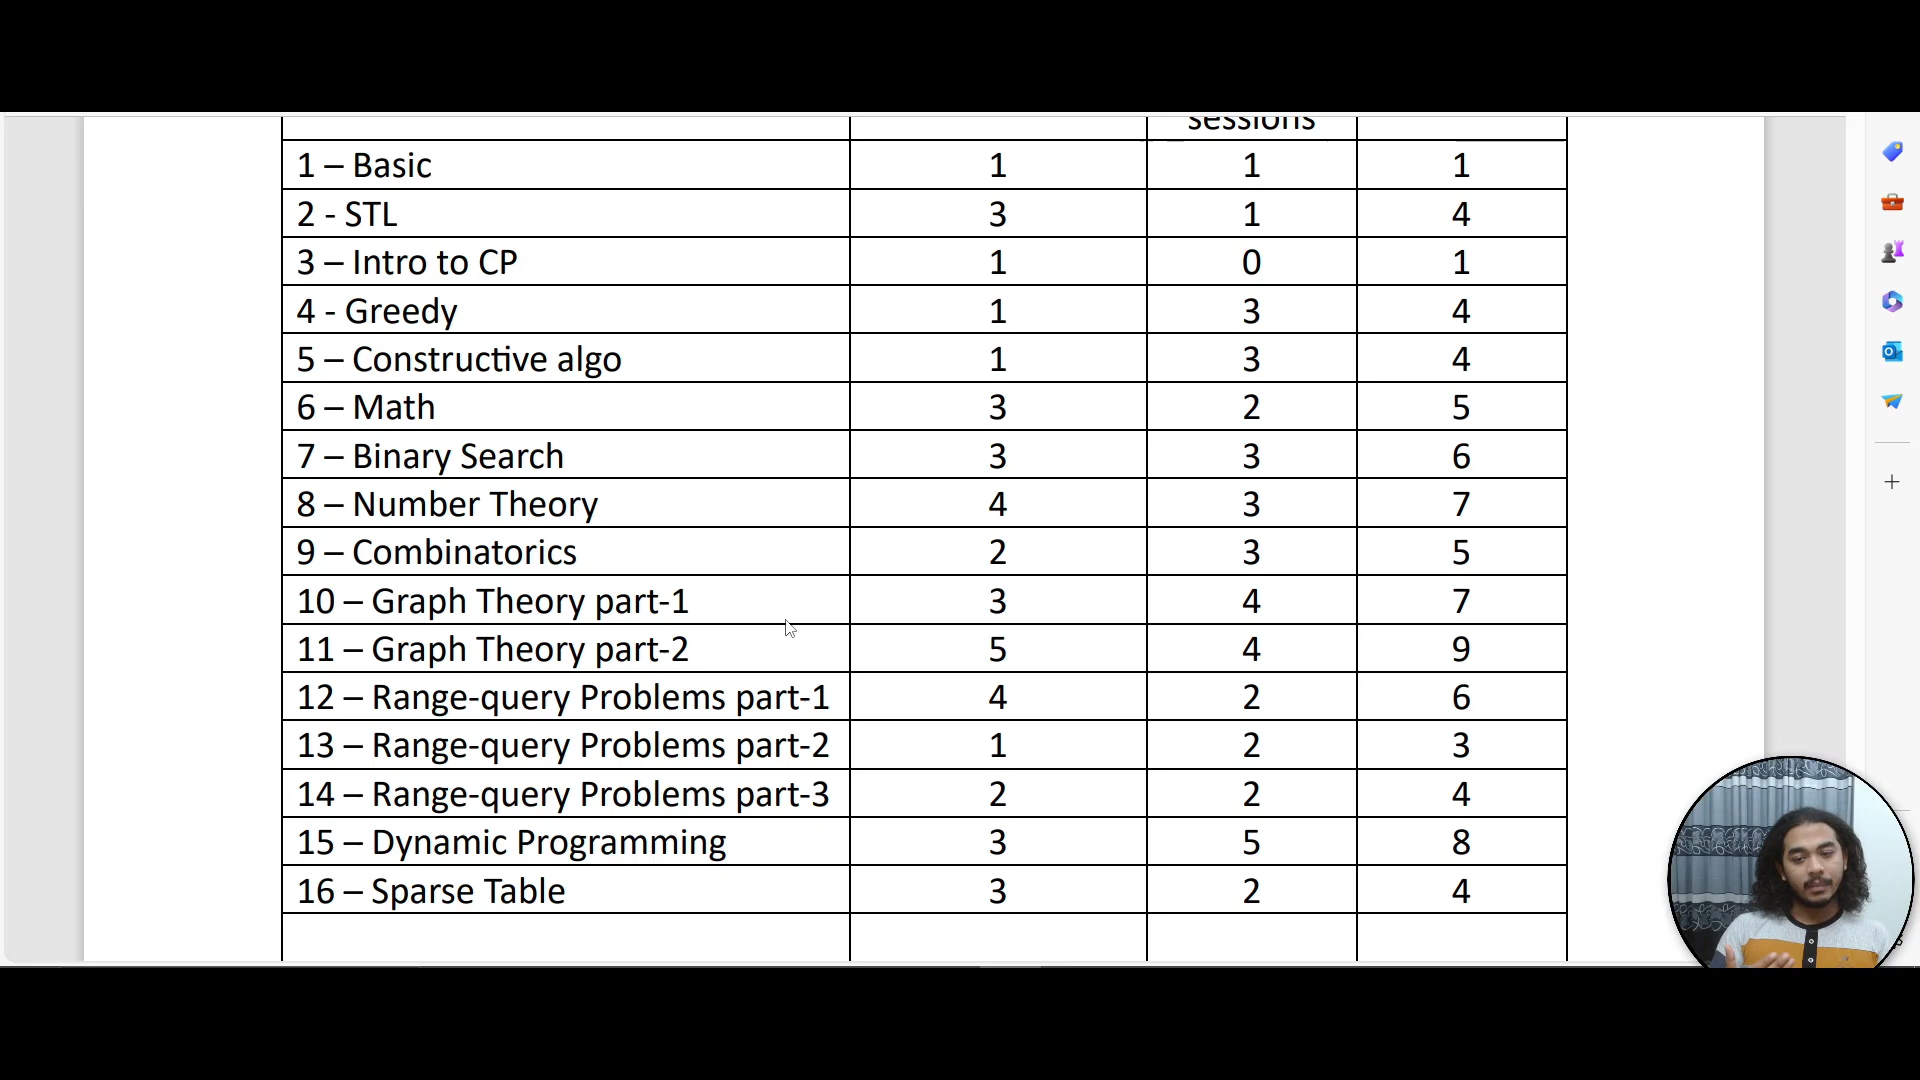 sessions
1 – Basic 1 1 1
2 - STL 3 1 4
3 – Intro to CP 1 0 1
4 - Greedy 1 3 4
5 – Constructive algo 1 3 4
6 – Math 3 2 5
7 – Binary Search 3 3 6
8 – Number Theory 4 3 7
9 – Combinatorics 2 3 5
10 – Graph Theory part-1 3 4 7
11 – Graph Theory part-2 5 4 9
12 – Range-query Problems part-1 4 2 6
13 – Range-query Problems part-2 1 2 3
14 – Range-query Problems part-3 2 2 4
15 – Dynamic Programming 3 5 8
16 – Sparse Table 3 2 4